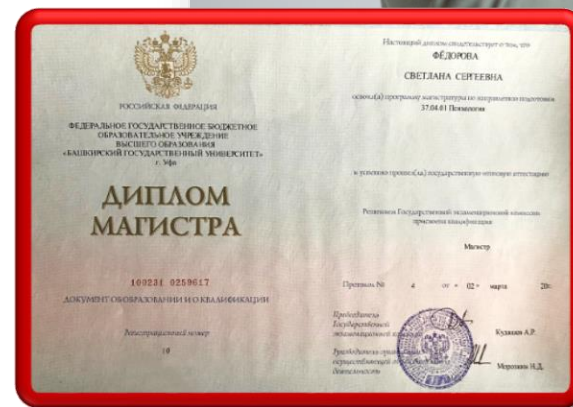 РОССИЙСКАЯ ФЕДЕРАЦИЯ
ФЕДЕРАЛЬНОЕ ГОСУДАРСТВЕННОЕ БЮДЖЕТНОЕ
ОБРАЗОВАТЕЛЬНОЕ УЧРЕЖДЕНИЕ
ВЫСШЕГО ОБРАЗОВАНИЯ
«БАШКИРСКИЙ ГОСУДАРСТВЕННЫЙ УНИВЕРСИТЕТ»
г. Уфа
ДИПЛОМ
МАГИСТРА
100231 0259617
ДОКУМЕНТ ОБ ОБРАЗОВАНИИ И О КВАЛИФИКАЦИИ
Регистрационный номер
Настоящий диплом свидетельствует о том, что
ФЁДОРОВА
СВЕТЛАНА СЕРГЕЕВНА
освоил(а) программу магистратуры по направлению подготовки
37.04.01 Психология
и успешно прошел(ла) государственную итоговую аттестацию
Решением Государственной экзаменационной комиссии
присвоена квалификация
Магистр
Протокол № 4 от « 02 » марта 20
Председатель
Государственной
экзаменационной
Кудашев А.Р.
Руководитель
осуществляющей
деятельность
Морозкин Н.Д.